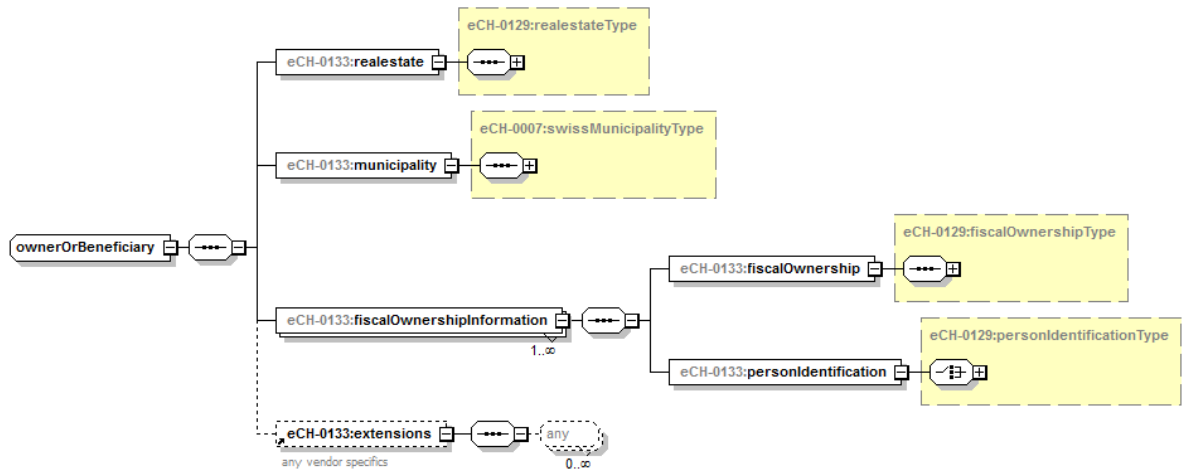 eCH-0129:realestateType
eCH-0133:realestate
eCH-0007:swissMunicipalityType
eCH-0133:municipality
ownerOrBeneficiary
eCH-0129:fiscalOwnershipType
eCH-0133:fiscalOwnership
eCH-0133:fiscalOwnershipInformation
1..∞
eCH-0129:personIdentificationType
eCH-0133:personIdentification
eCH-0133:extensions
any
0..∞
any vendor specifics